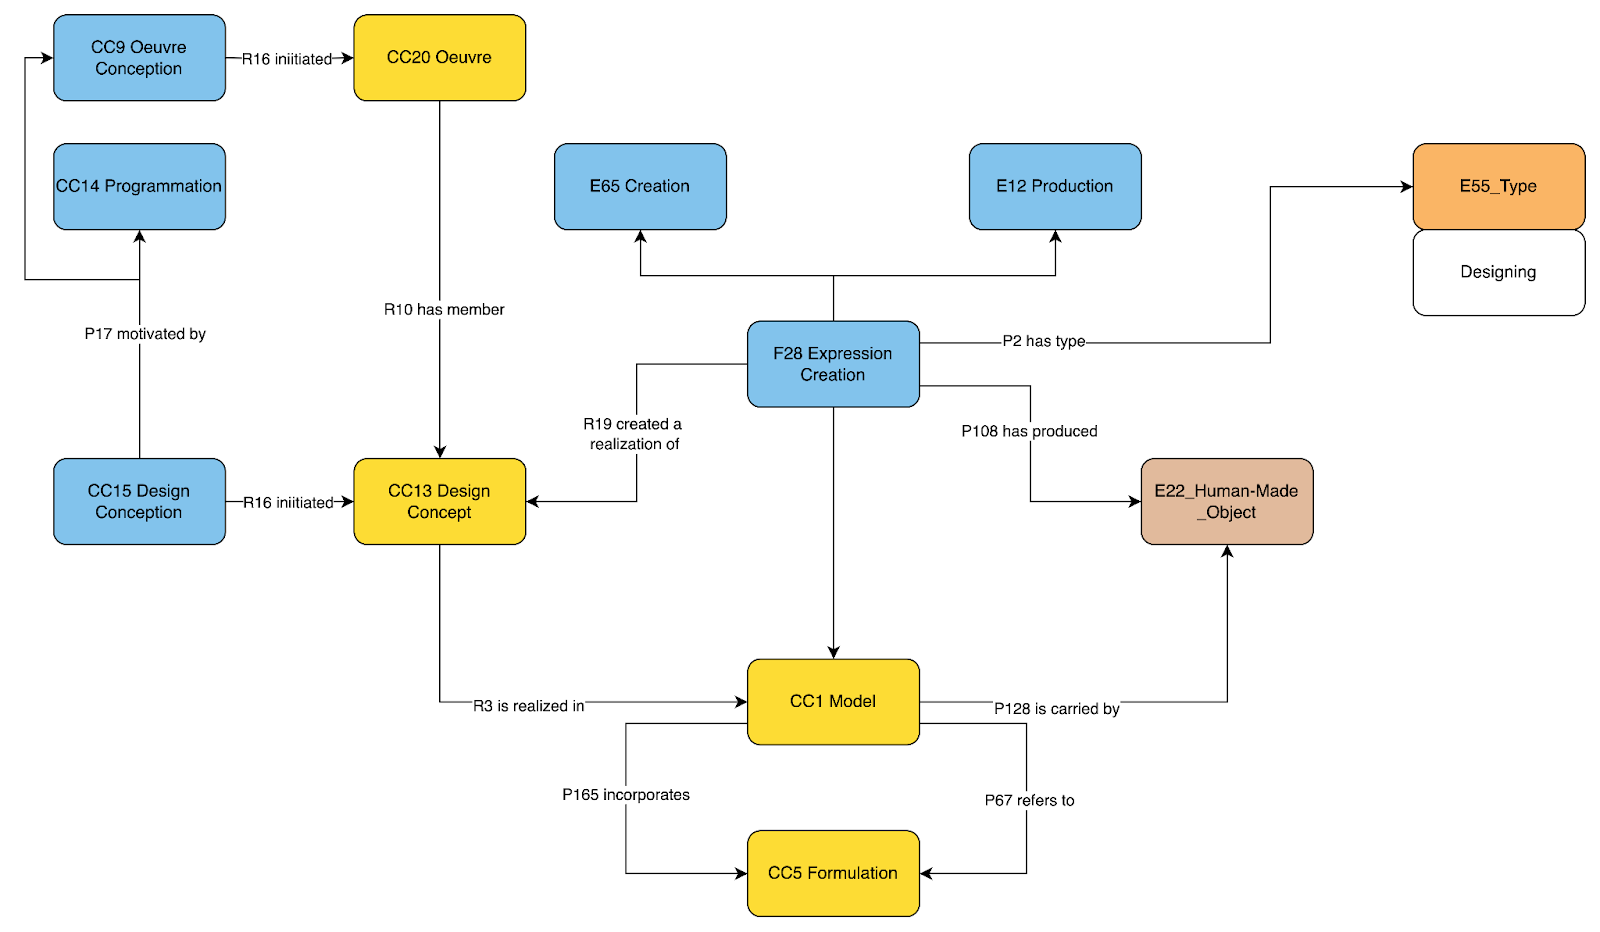 CC9 Oeuvre
Conception
R16 iniitiated
CC20 Oeuvre
CC14 Programmation
E65 Creation
E12 Production
E55_Type
Designing
R10 has member
P17 motivated by
F28 Expression
Creation
P2 has type
R19 created a
realization of
P108 has produced
CC15 Design
Conception
R16 iniitiated
CC13 Design
Concept
E22_Human-Made
_Object
R3 is realized in
CC1 Model
P128 is carried by
P165 incorporates
P67 refers to
CC5 Formulation